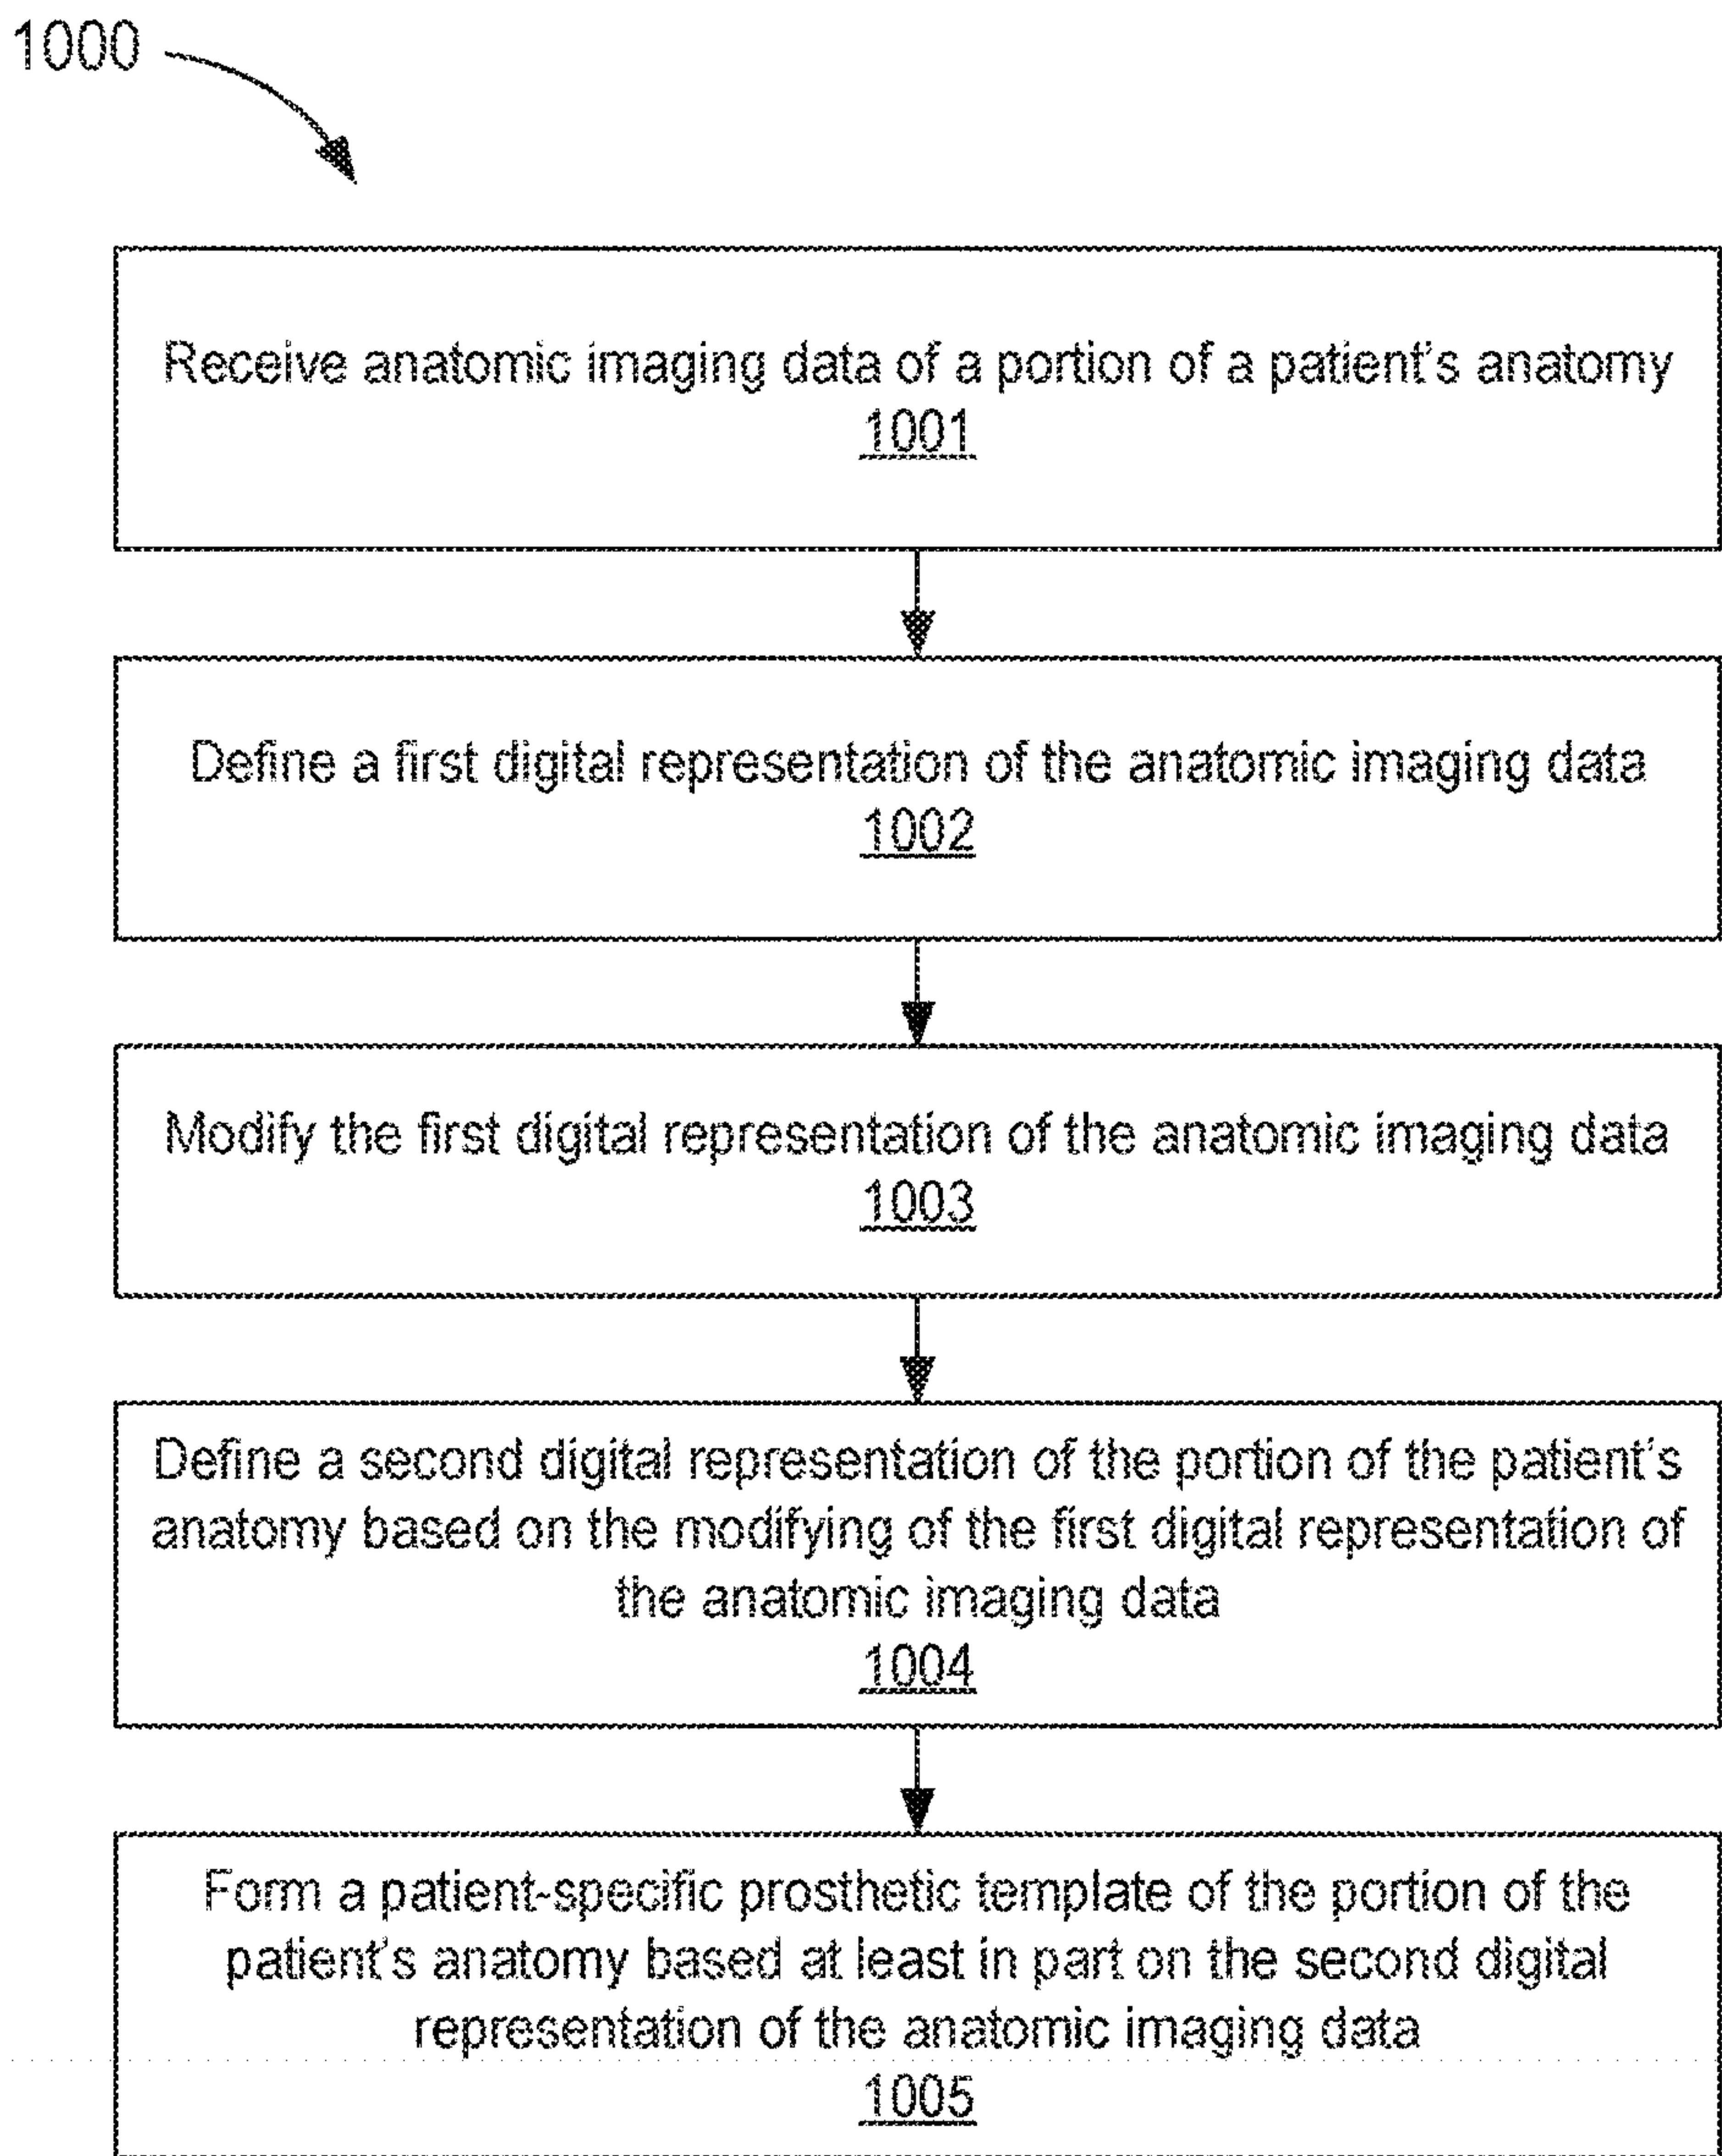 1000
Receive anatomic imaging data of a portion of a patient's anatomy
1001
Define a first digital representation of the anatomic imaging data
1002
Modify the first digital representation of the anatomic imaging data
1003
Define a second digital representation of the portion of the patient's
anatomy based on the modifying of the first digital representation of
the anatomic imaging data
1004
Form a patient-specific prosthetic template of the portion of the
patient's anatomy based at least in part on the second digital
representation of the anatomic imaging data
1005